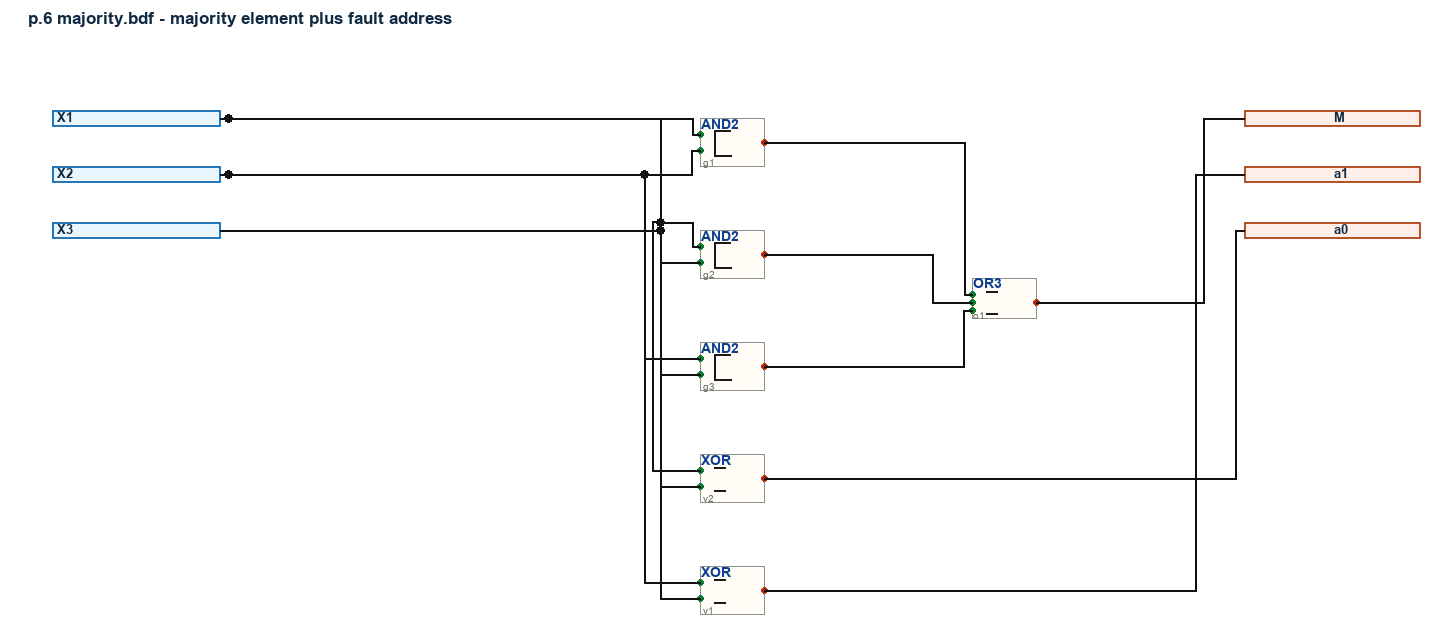 p.6 majority.bdf - majority element plus fault address
X1
M
AND2
g1
X2
a1
X3
a0
AND2
g2
OR3
o1
AND2
g3
XOR
v2
XOR
v1